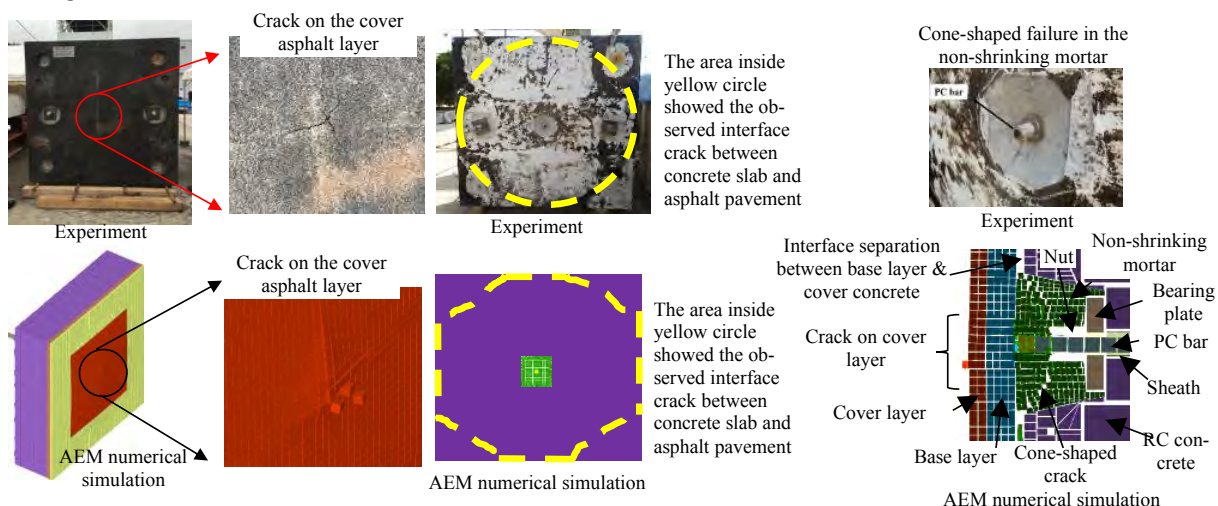 Crack on the cover
asphalt layer
The area inside
yellow circle
showed the ob-
served interface
crack between
concrete slab and
asphalt pavement
Cone-shaped failure in the
non-shrinking mortar
PC bar
Experiment
Experiment
Experiment
Crack on the cover
asphalt layer
AEM numerical
simulation
The area inside
yellow circle
showed the ob-
served interface
crack between
concrete slab and
asphalt pavement
AEM numerical simulation
Interface separation
between base layer &
cover concrete
Nut
Non-shrinking
mortar
Bearing
plate
Crack on cover
layer
PC bar
Sheath
Cover layer
RC con-
crete
Base layer
Cone-shaped
crack
AEM numerical simulation